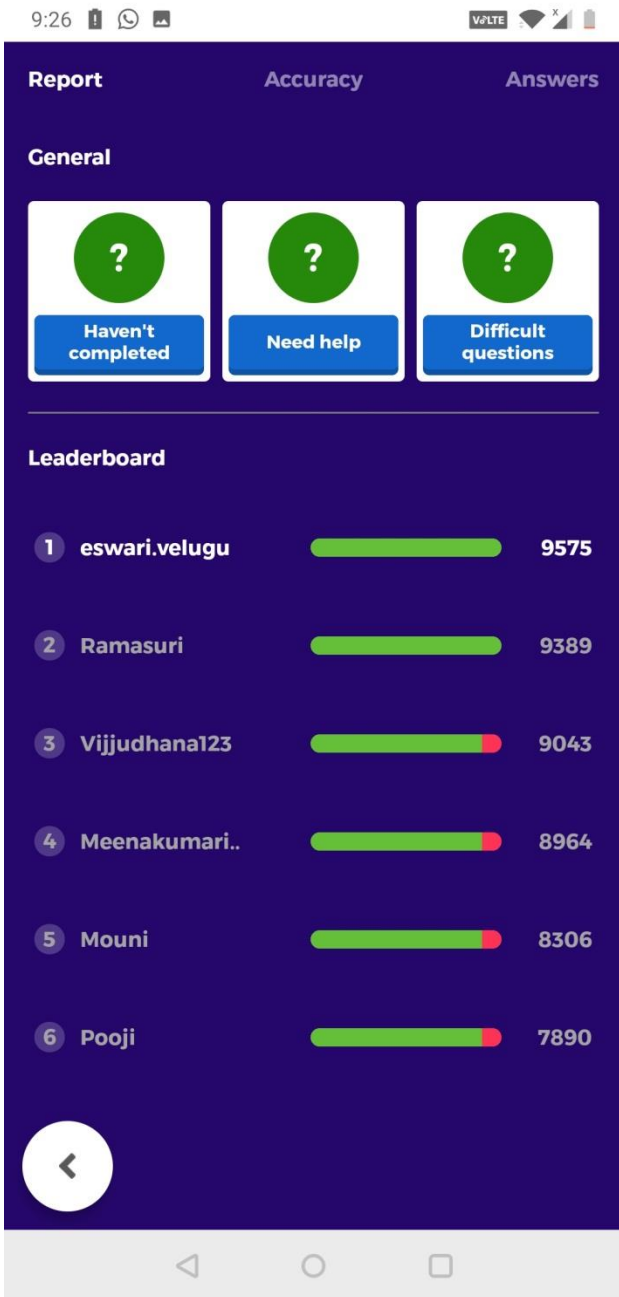 9:26 VoLTE X
Report Accuracy Answers
General
? ? ?
Haven't
completed
Need help
Difficult
questions
Leaderboard
1 eswari.velugu 9575
2 Ramasuri 9389
3 Vijjudhana123 9043
4 Meenakumari.. 8964
5 Mouni 8306
6 Pooji 7890